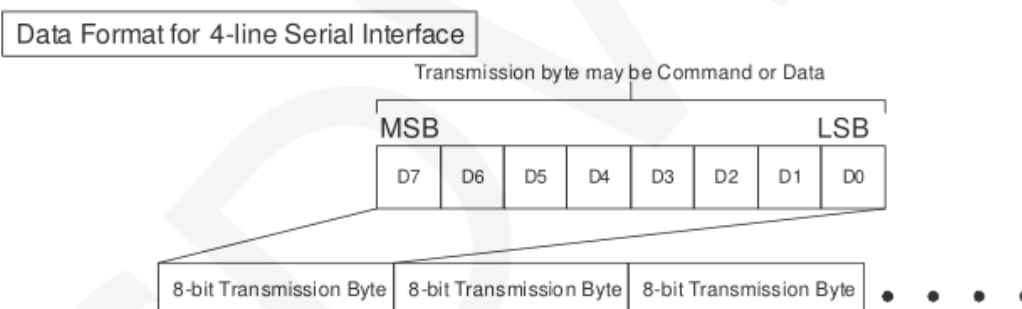 Data Format for 4-line Serial Interface
Transmission byte may be Command or Data
MSB LSB
D7 D6 D5 D4 D3 D2 D1 D0
8-bit Transmission Byte 8-bit Transmission Byte 8-bit Transmission Byte